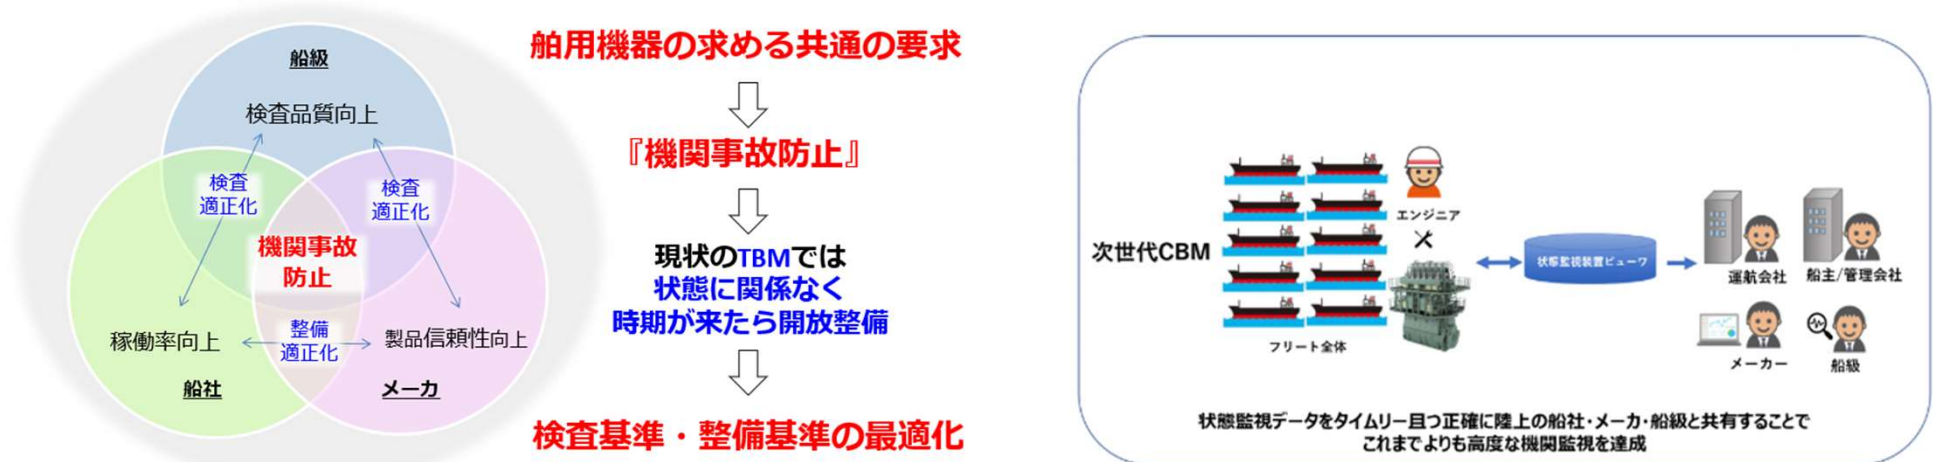 船級
検査品質向上
検査
適正化
検査
適正化
機関事故
防止
稼働率向上
整備
適正化
製品信頼性向上
船社
メーカ
舶用機器の求める共通の要求
『機関事故防止』
現状のTBMでは
状態に関係なく
時期が来たら開放整備
検査基準・整備基準の最適化
次世代CBM
エンジニア
フリート全体
状態監視装置ビューワ
運航会社
船主/管理会社
メーカー
船級
状態監視データをタイムリー且つ正確に陸上の船社・メーカ・船級と共有することで
これまでよりも高度な機関監視を達成